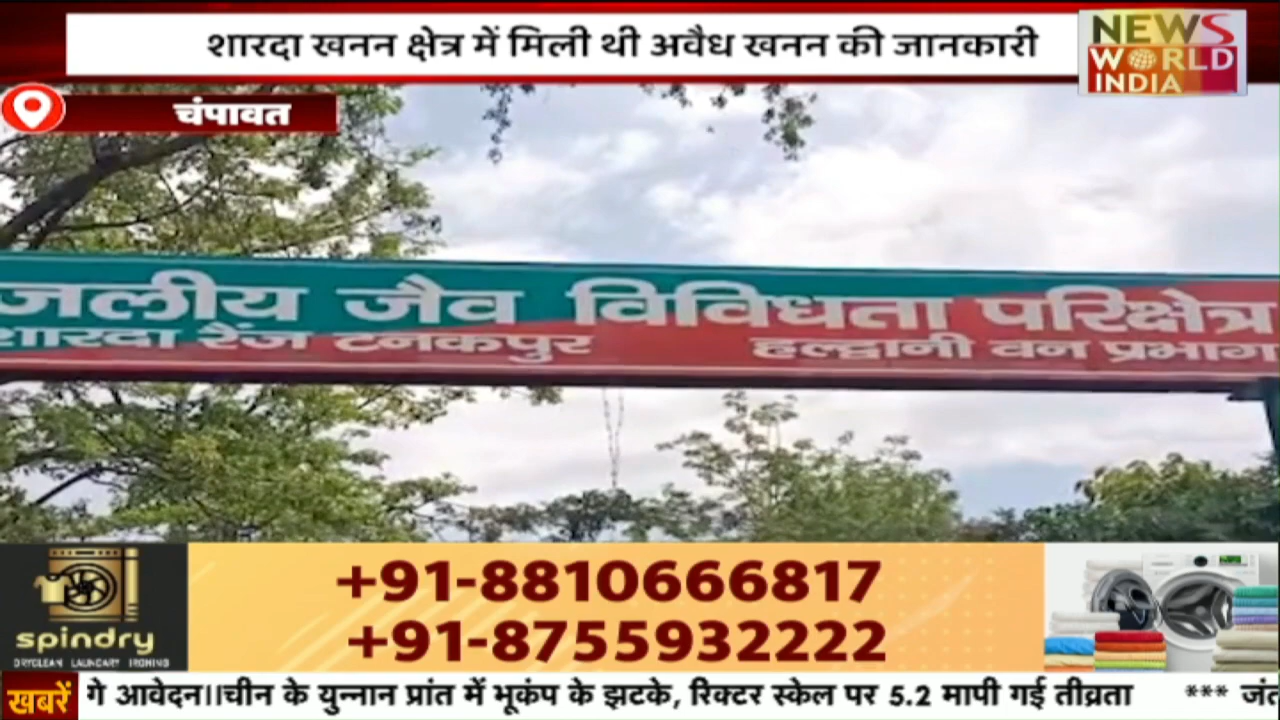 शारदा खनन क्षेत्र में मिली थी अवैध खनन की जानकारी
NEWS
WORLD
INDIA
चंपावत
जलीय जैव विविधता परिक्षेत्र
शारदा रेंज टनकपुर हल्द्वानी वन प्रभाग
+91-8810666817
+91-8755932222
spindry
DRYCLEAN LAUNDARY IRONING
खबरें गे आवेदन।।चीन के युन्नान प्रांत में भूकंप के झटके, रिक्टर स्केल पर 5.2 मापी गई तीव्रता *** जंत